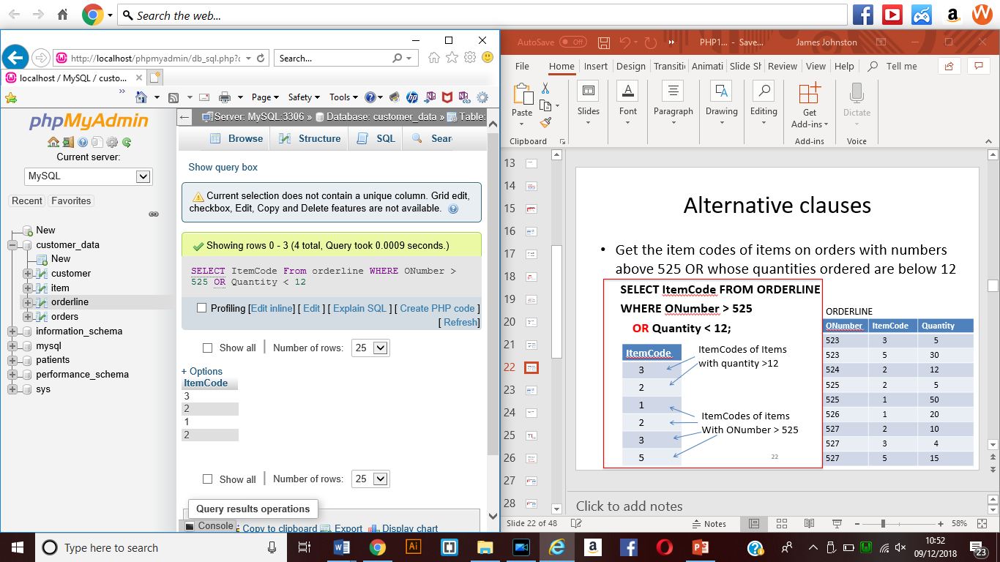 Search the web...
http://localhost/phpmyadmin/db_sql.php?c
Search...
localhost / MySQL / custo...
Page
Safety
Tools
phpMyAdmin
Current server:
MySQL
Recent
Favorites
New
customer_data
New
customer
item
orderline
orders
information_schema
mysql
patients
performance_schema
sys
Server: MySQL:3306 » Database: customer_data » Table:
Browse
Structure
SQL
Sear
Show query box
Current selection does not contain a unique column. Grid edit,
checkbox, Edit, Copy and Delete features are not available.
Showing rows 0 - 3 (4 total, Query took 0.0009 seconds.)
SELECT ItemCode From orderline WHERE ONumber >
525 OR Quantity < 12
Profiling [Edit inline] [ Edit ] [ Explain SQL ] [ Create PHP code ]
[ Refresh]
Show all
Number of rows:
25
+ Options
ItemCode
3
2
1
2
Show all
Number of rows:
25
Query results operations
Console
Copy to clipboard
Export
Display chart
AutoSave
Off
PHP1... - Save...
James Johnston
File
Home
Insert
Design
Transiti
Animati
Slide Sh
Review
View
Help
Tell me
Paste
Clipboard
Slides
Font
Paragraph
Drawing
Editing
Get
Add-ins
Add-ins
Dictate
Voice
13
14
15
16
17
18
19
20
21
22
23
24
25
26
27
28
Alternative clauses
• Get the item codes of items on orders with numbers
above 525 OR whose quantities ordered are below 12
SELECT ItemCode FROM ORDERLINE
WHERE ONumber > 525
OR Quantity < 12;
ItemCode
3
2
1
2
3
5
ItemCodes of Items
with quantity >12
ItemCodes of items
With ONumber > 525
22
ORDERLINE
ONumber ItemCode Quantity
523 3 5
523 5 30
524 2 12
525 2 5
525 1 50
526 1 20
527 2 10
527 3 4
527 5 15
Click to add notes
Slide 22 of 48
Notes
58%
Type here to search
10:52
09/12/2018
23